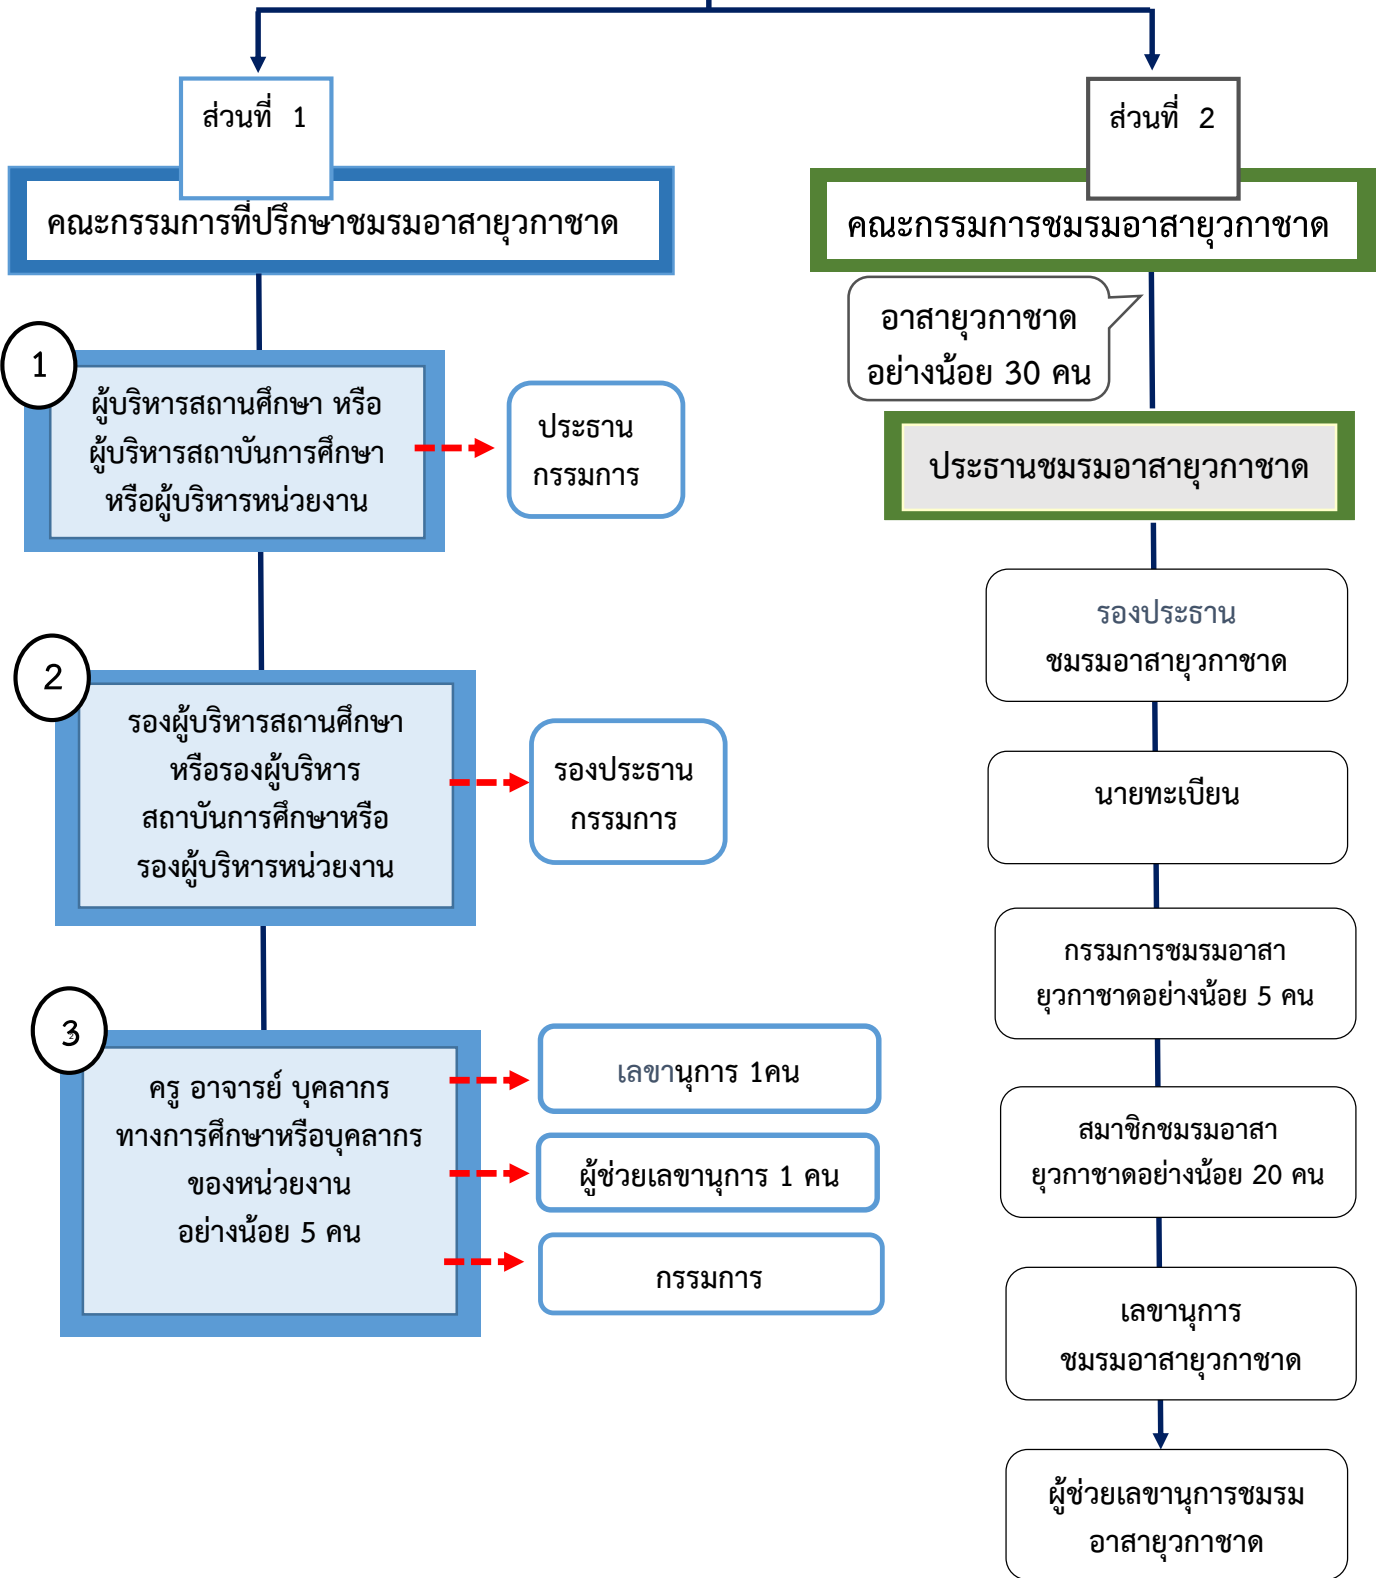 ส่วนที่ 1
คณะกรรมการที่ปรึกษาชมรมอาสายุวกาชาด
1
ผู้บริหารสถานศึกษา หรือ
ผู้บริหารสถาบันการศึกษา
หรือผู้บริหารหน่วยงาน
ประธาน
กรรมการ
2
รองผู้บริหารสถานศึกษา
หรือรองผู้บริหาร
สถาบันการศึกษาหรือ
รองผู้บริหารหน่วยงาน
รองประธาน
กรรมการ
3
ครู อาจารย์ บุคลากร
ทางการศึกษาหรือบุคลากร
ของหน่วยงาน
อย่างน้อย 5 คน
เลขานุการ 1คน
ผู้ช่วยเลขานุการ 1 คน
กรรมการ
ส่วนที่ 2
คณะกรรมการชมรมอาสายุวกาชาด
อาสายุวกาชาด
อย่างน้อย 30 คน
ประธานชมรมอาสายุวกาชาด
รองประธาน
ชมรมอาสายุวกาชาด
นายทะเบียน
กรรมการชมรมอาสา
ยุวกาชาดอย่างน้อย 5 คน
สมาชิกชมรมอาสา
ยุวกาชาดอย่างน้อย 20 คน
เลขานุการ
ชมรมอาสายุวกาชาด
ผู้ช่วยเลขานุการชมรม
อาสายุวกาชาด